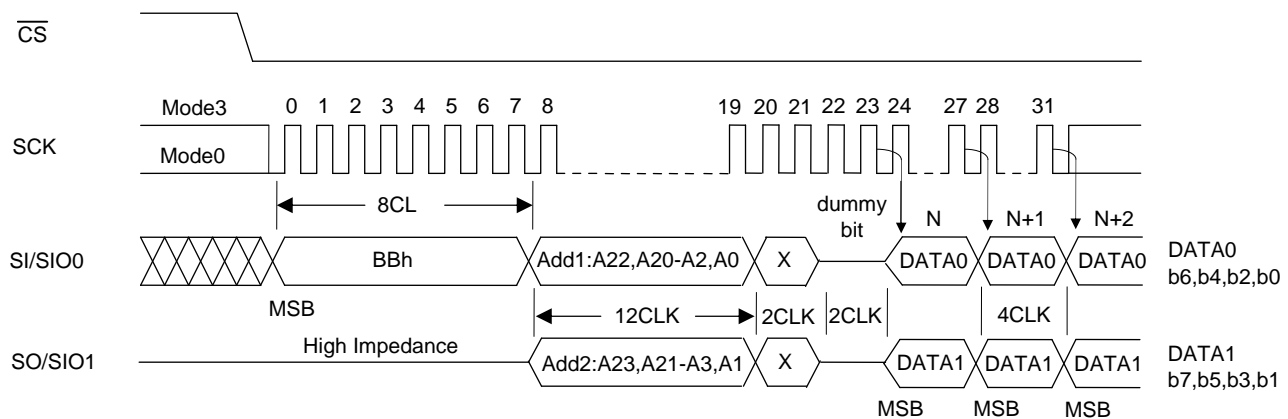 CS
Mode3
0 1 2 3 4 5 6 7 8 19 20 21 22 23 24 27 28 31
SCK
Mode0
8CL
dummy
bit
N N+1 N+2
SI/SIO0
BBh
Add1:A22,A20-A2,A0
X
DATA0 DATA0 DATA0
DATA0
b6,b4,b2,b0
MSB
12CLK 2CLK 2CLK 4CLK
SO/SIO1
High Impedance
Add2:A23,A21-A3,A1
X
DATA1 DATA1 DATA1
DATA1
b7,b5,b3,b1
MSB MSB MSB